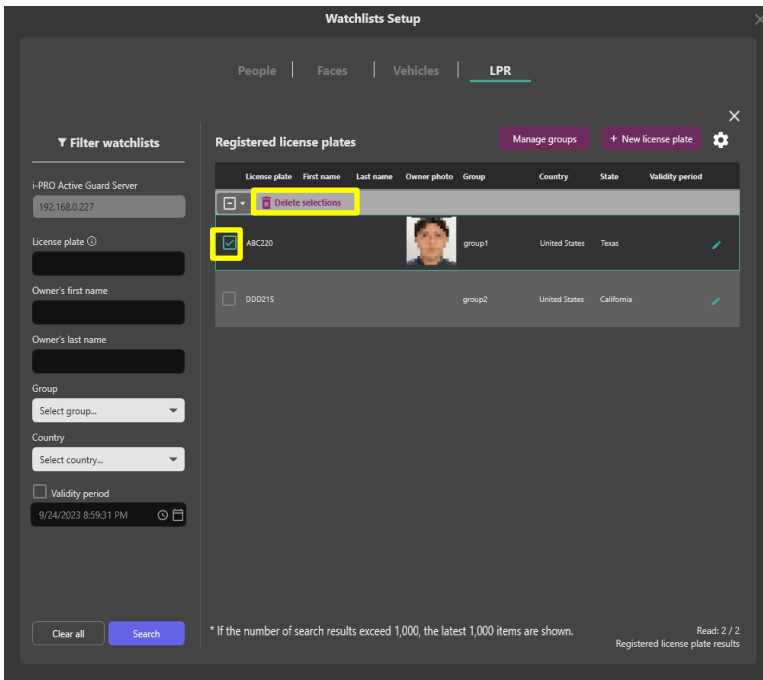 Watchlists Setup
People
Faces
Vehicles
LPR
Filter watchlists
i-PRO Active Guard Server
192.168.0.227
License plate
Owner's first name
Owner's last name
Group
Select group...
Country
Select country...
Validity period
9/24/2023 8:59:31 PM
Clear all
Search
Registered license plates
Manage groups
+ New license plate
License plate First name Last name Owner photo Group Country State Validity period
Delete selections
ABC220 group1 United States Texas
DDD215 group2 United States California
* If the number of search results exceed 1,000, the latest 1,000 items are shown.
Read: 2 / 2
Registered license plate results